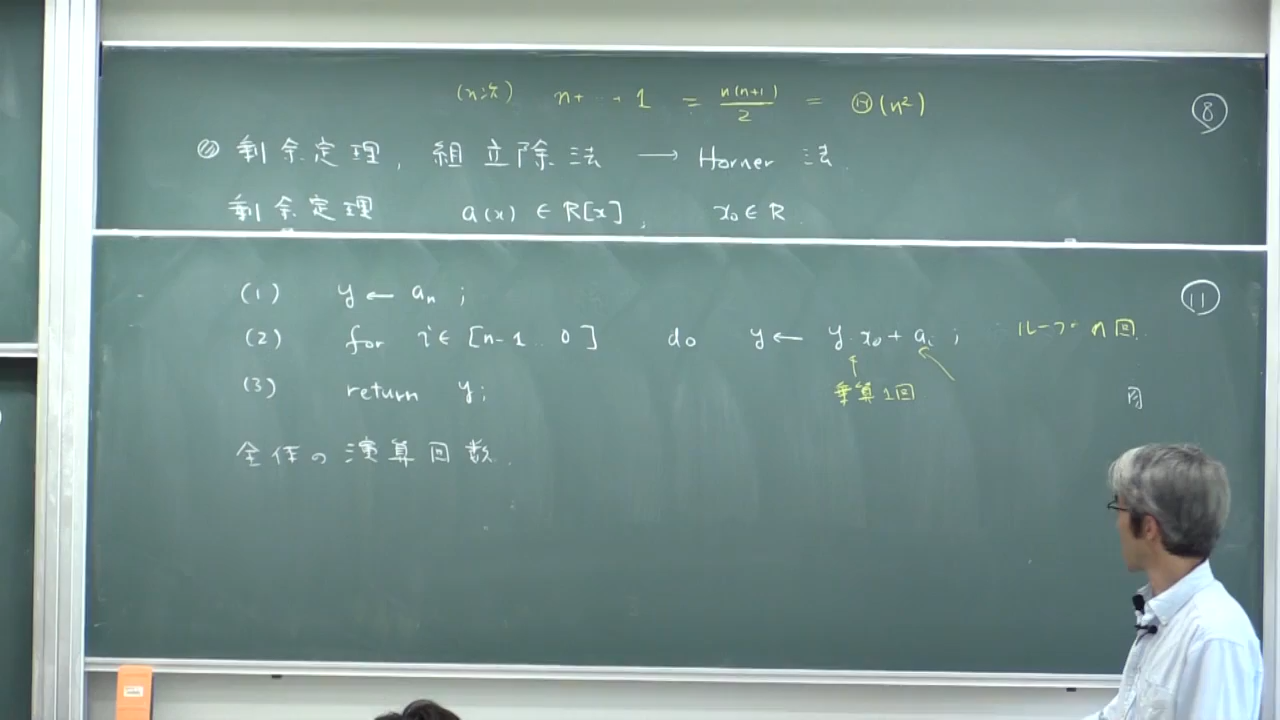 (n次) n+…+1 = n(n+1)/2 = Θ(n²)
⑧
◎ 剰余定理, 組立除法 → Horner 法.
剰余定理 a(x) ∈ R[x], x₀ ∈ R.
⑪
(1) y ← aₙ ;
(2) for i ∈ [n-1 .. 0] do y ← y·x₀ + aᵢ ; ループ n回.
↑ 乗算1回
(3) return y;
全体の演算回数.